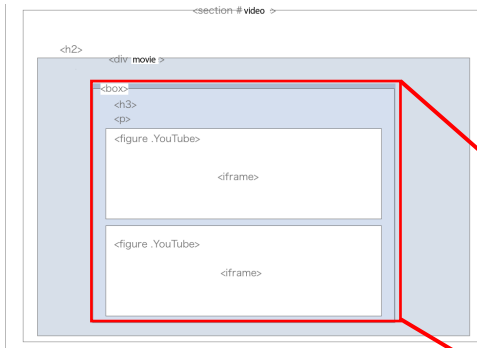 <section # video >
<h2>
<div movie >
<box>
<h3>
<p>
<figure .YouTube>
<iframe>
<figure .YouTube>
<iframe>